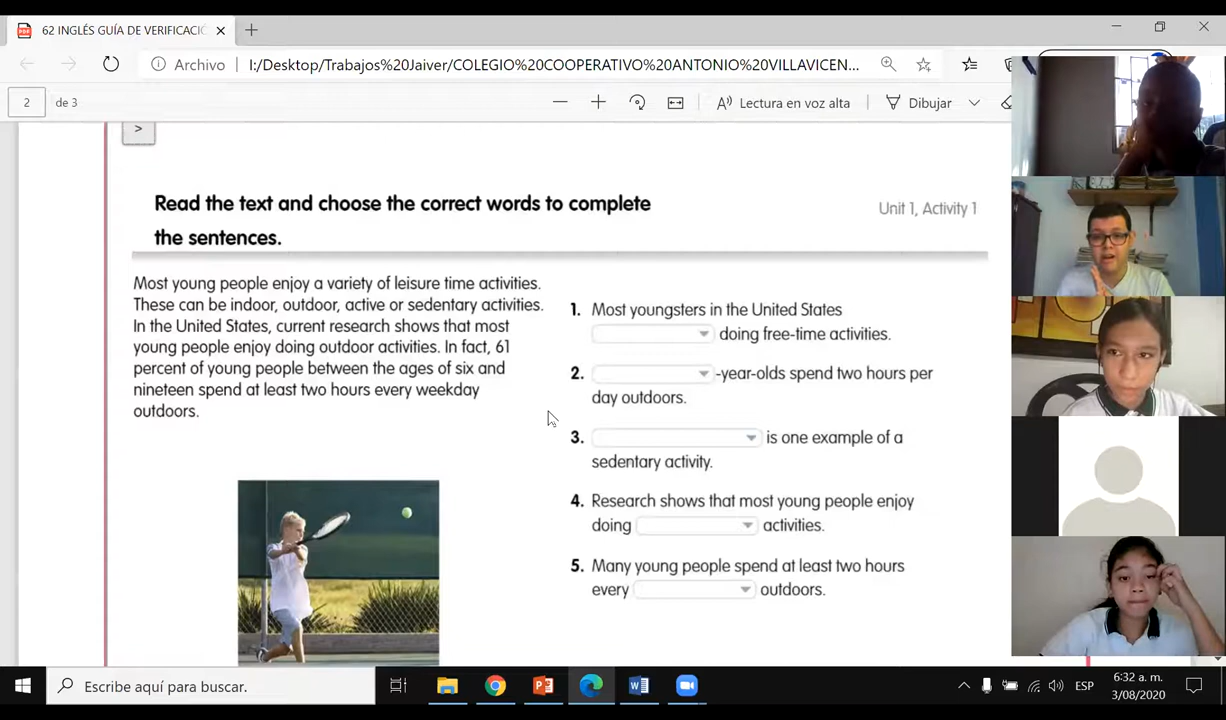 62 INGLÉS GUÍA DE VERIFICACIÓ
Archivo
I:/Desktop/Trabajos%20Jaiver/COLEGIO%20COOPERATIVO%20ANTONIO%20VILLAVICEN...
2 de 3
Lectura en voz alta
Dibujar
>
Read the text and choose the correct words to complete
the sentences.
Unit 1, Activity 1
Most young people enjoy a variety of leisure time activities.
These can be indoor, outdoor, active or sedentary activities.
In the United States, current research shows that most
young people enjoy doing outdoor activities. In fact, 61
percent of young people between the ages of six and
nineteen spend at least two hours every weekday
outdoors.
1. Most youngsters in the United States
doing free-time activities.
2. -year-olds spend two hours per
day outdoors.
3. is one example of a
sedentary activity.
4. Research shows that most young people enjoy
doing activities.
5. Many young people spend at least two hours
every outdoors.
Escribe aquí para buscar.
ESP
6:32 a. m.
3/08/2020